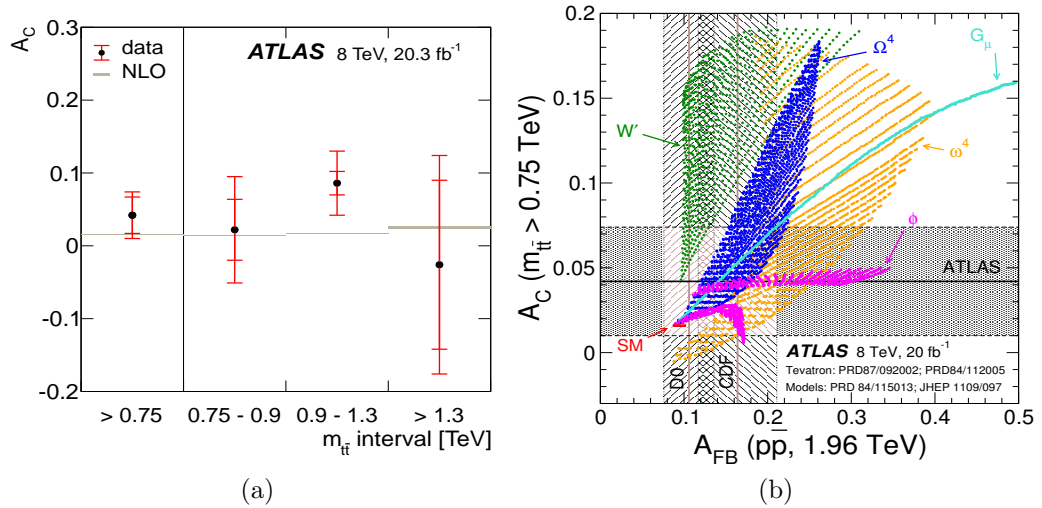 A_C
0.2
0.1
0
-0.1
-0.2
data
NLO
ATLAS 8 TeV, 20.3 fb⁻¹
> 0.75
0.75 - 0.9
0.9 - 1.3
> 1.3
m_tt̄ interval [TeV]
(a)
A_C (m_tt̄ > 0.75 TeV)
0.2
0.15
0.1
0.05
0
W′
Ω⁴
G_μ
ω⁴
ϕ
ATLAS
SM
D0
CDF
ATLAS 8 TeV, 20 fb⁻¹
Tevatron: PRD87/092002; PRD84/112005
Models: PRD 84/115013; JHEP 1109/097
0 0.1 0.2 0.3 0.4 0.5
A_FB (pp̄, 1.96 TeV)
(b)